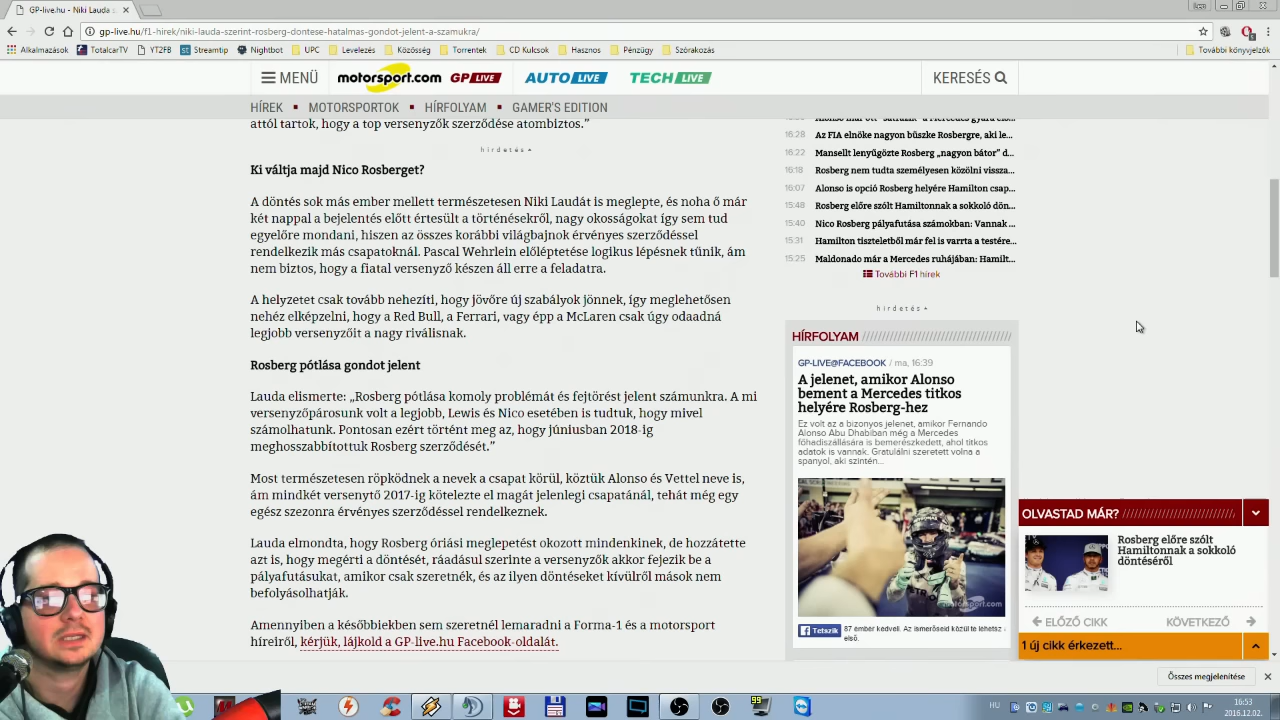 GP-live.hu - Niki Lauda sz
gp-live.hu/f1-hirek/niki-lauda-szerint-rosberg-dontese-hatalmas-gondot-jelent-a-szamukra/
Alkalmazások TotalcarTV YT2FB StreamTip Nightbot UPC Levelezés Közösség Torrentek CD Kulcsok Hasznos Pénzügy Szórakozás További könyvjelzők
MENÜ motorsport.com GP LIVE AUTO LIVE TECH LIVE KERESÉS
HÍREK MOTORSPORTOK HÍRFOLYAM GAMER'S EDITION
attól tartok, hogy a top versenyzők szerződése atombiztos.”
hirdetés
Ki váltja majd Nico Rosberget?
A döntés sok más ember mellett természetesen Niki Laudát is meglepte, és noha ő már
két nappal a bejelentés előtt értesült a történésekről, nagy okosságokat így sem tud
egyelőre mondani, hiszen az összes korábbi világbajnok érvényes szerződéssel
rendelkezik más csapatoknál. Pascal Wehrlein előléptetése logikus lépésnek tűnik, ám
nem biztos, hogy a fiatal versenyző készen áll erre a feladatra.
A helyzetet csak tovább nehezíti, hogy jövőre új szabályok jönnek, így meglehetősen
nehéz elképzelni, hogy a Red Bull, a Ferrari, vagy épp a McLaren csak úgy odaadná
legjobb versenyzőit a nagy riválisnak.
Rosberg pótlása gondot jelent
Lauda elismerte: „Rosberg pótlása komoly problémát és fejtörést jelent számunkra. A mi
versenyzőpárosunk volt a legjobb, Lewis és Nico esetében is tudtuk, hogy mivel
számolhatunk. Pontosan ezért történt meg az, hogy júniusban 2018-ig
meghosszabbítottuk Rosberg szerződését.”
Most természetesen röpködnek a nevek a csapat körül, köztük Alonso és Vettel neve is,
ám mindkét versenytő 2017-ig kötelezte el magát jelenlegi csapatánál, tehát még egy
egész szezonra érvényes szerződéssel rendelkeznek.
Lauda elmondta, hogy Rosberg óriási meglepetést okozott mindenkinek, de hozzátette
azt is, hogy megérti a döntését, ráadásul szerinte a versenyzők akkor fejezik be a
pályafutásukat, amikor csak szeretnék, és az ilyen döntéseket kívülről mások nem
befolyásolhatják.
Amennyiben a későbbiekben sem szeretnél lemaradni a Forma-1 és a motorsport
híreiről, kérjük, lájkold a GP-live.hu Facebook-oldalát.
16:28 Az FIA elnöke nagyon büszke Rosbergre, aki le...
16:22 Mansellt lenyűgözte Rosberg „nagyon bátor” d...
16:18 Rosberg nem tudta személyesen közölni vissza...
16:07 Alonso is opció Rosberg helyére Hamilton csap...
15:48 Rosberg előre szólt Hamiltonnak a sokkoló dön...
15:40 Nico Rosberg pályafutása számokban: Vannak ...
15:31 Hamilton tiszteletből már fel is varrta a testére...
15:25 Maldonado már a Mercedes ruhájában: Hamilt...
További F1 hírek
hirdetés
HÍRFOLYAM
GP-LIVE@FACEBOOK / ma, 16:39
A jelenet, amikor Alonso
bement a Mercedes titkos
helyére Rosberg-hez
Ez volt az a bizonyos jelenet, amikor Fernando
Alonso Abu Dhabiban még a Mercedes
főhadiszállására is bemerészkedett, ahol titkos
adatok is vannak. Gratulálni szeretett volna a
spanyol, aki szintén...
motorsport.com
Tetszik 87 ember kedveli. Az ismerőseid közül te lehetsz
első.
OLVASTAD MÁR?
Rosberg előre szólt
Hamiltonnak a sokkoló
döntéséről
ELŐZŐ CIKK KÖVETKEZŐ
1 új cikk érkezett...
Összes megjelenítése
HU 16:53
2016.12.02.